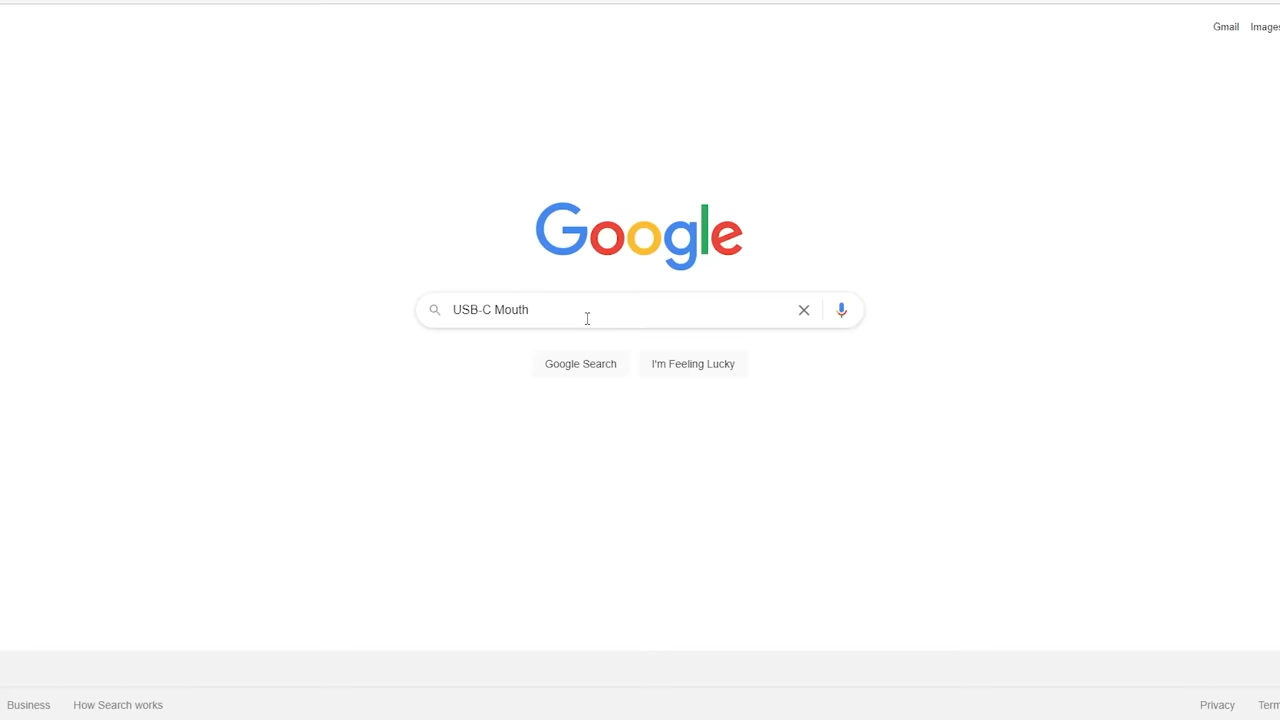 Gmail Images
Google
USB-C Mouth
Google Search I'm Feeling Lucky
Business How Search works Privacy